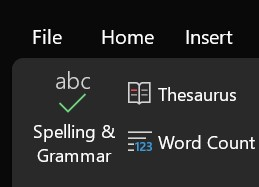 File Home Insert
abc
Spelling &
Grammar
Thesaurus
123
Word Count